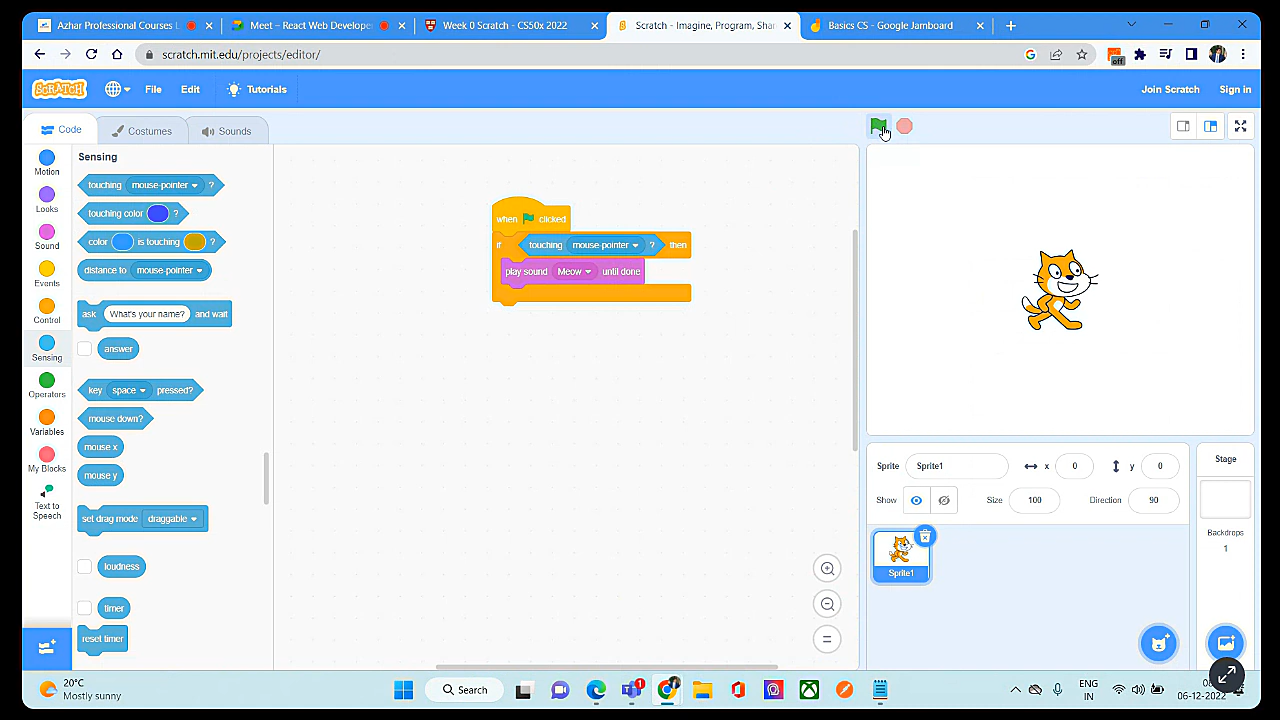 Azhar Professional Courses L
Meet – React Web Develope
Week 0 Scratch - CS50x 2022
Scratch - Imagine, Program, Sha
Basics CS - Google Jamboard
scratch.mit.edu/projects/editor/
off
SCRATCH
File
Edit
Tutorials
Join Scratch
Sign in
Code
Costumes
Sounds
Motion
Looks
Sound
Events
Control
Sensing
Operators
Variables
My Blocks
Text to
Speech
Sensing
touching mouse-pointer ?
touching color ?
color is touching ?
distance to mouse-pointer
ask What's your name? and wait
answer
key space pressed?
mouse down?
mouse x
mouse y
set drag mode draggable
loudness
timer
reset timer
when clicked
if touching mouse-pointer ? then
play sound Meow until done
Sprite
Sprite1
x
0
y
0
Show
Size
100
Direction
90
Sprite1
Stage
Backdrops
1
20°C
Mostly sunny
Search
1
ENG
IN
06-12-2022